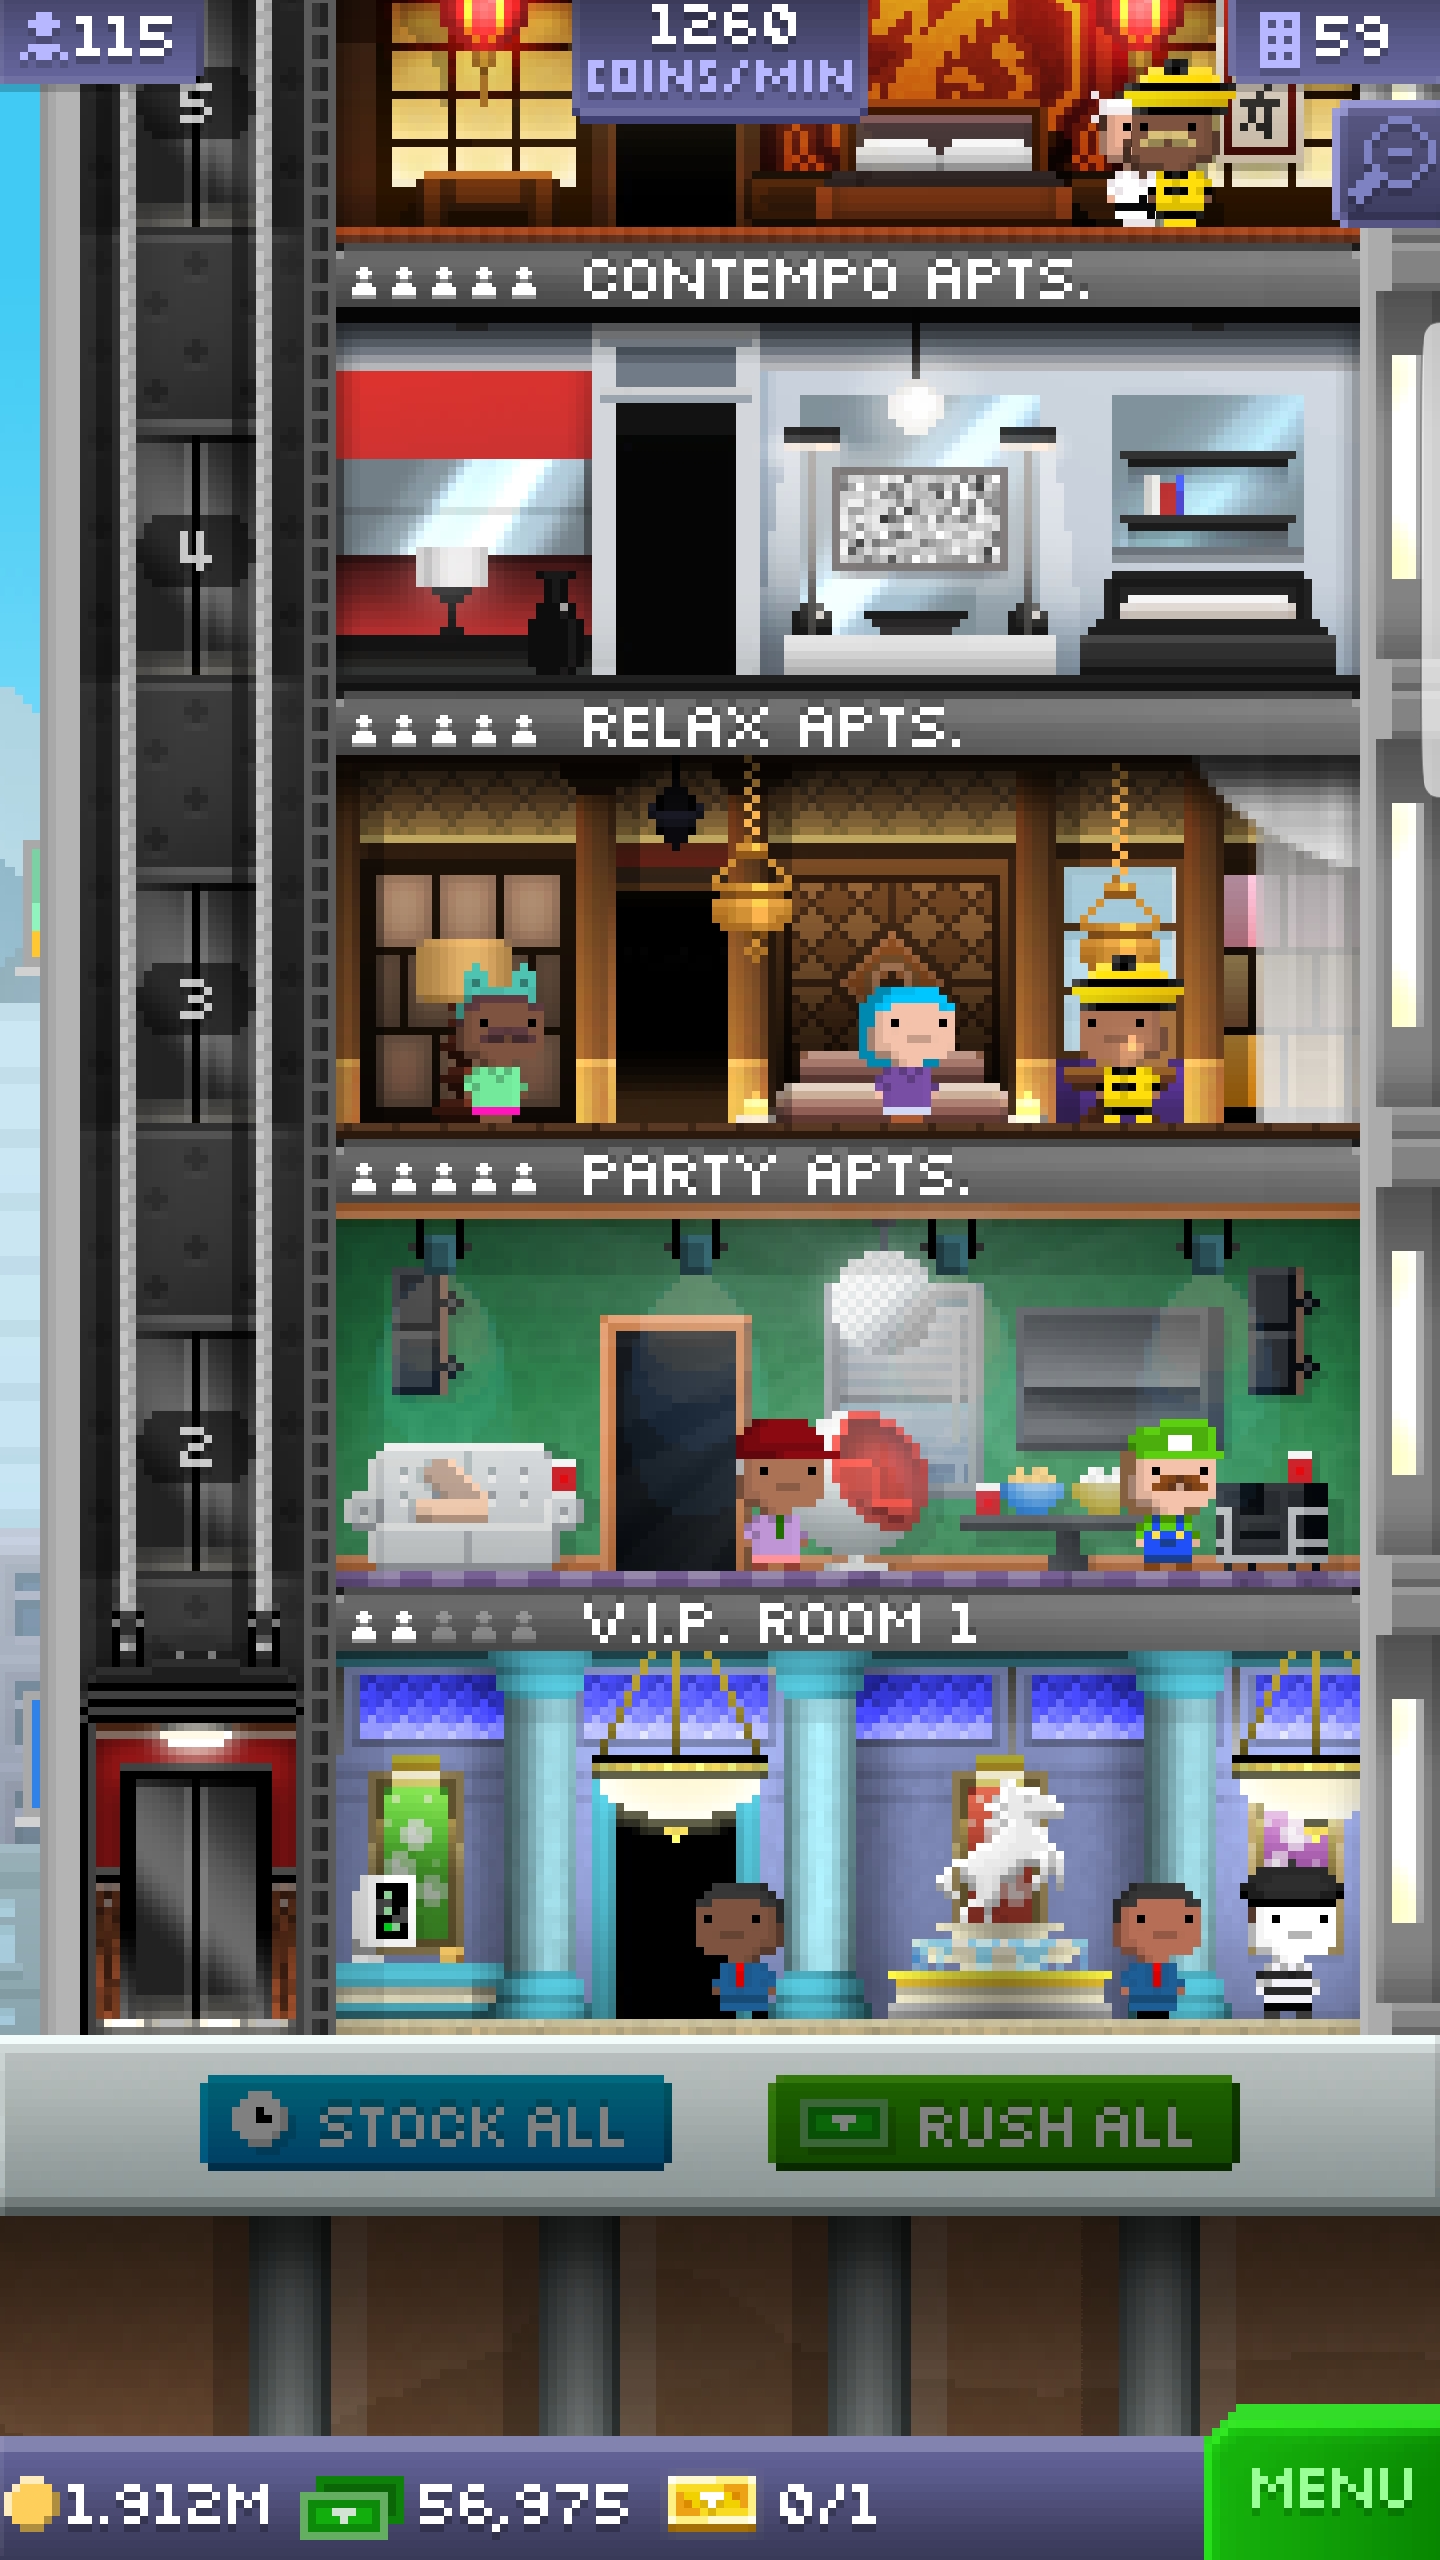 115
1260
COINS/MIN
59
5
CONTEMPO APTS.
4
RELAX APTS.
3
PARTY APTS.
2
V.I.P. ROOM 1
STOCK ALL
RUSH ALL
1.912M
56,975
0/1
MENU